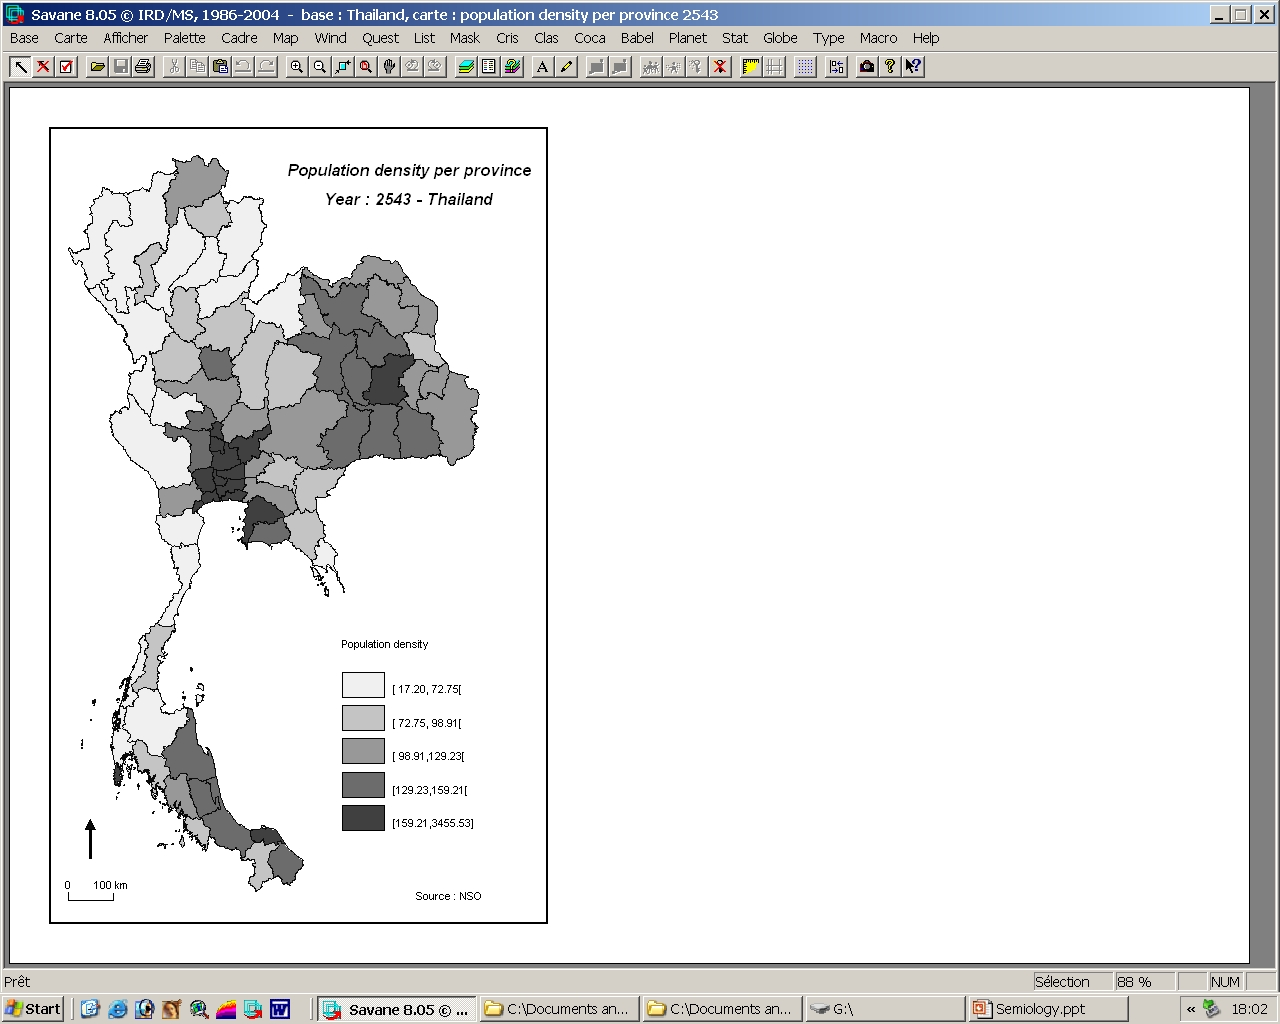 Savane 8.05 © IRD/MS, 1986-2004 - base : Thailand, carte : population density per province 2543
Base Carte Afficher Palette Cadre Map Wind Quest List Mask Cris Clas Coca Babel Planet Stat Globe Type Macro Help
Population density per province
Year : 2543 - Thailand
Population density
[ 17.20, 72.75[
[ 72.75, 98.91[
[ 98.91,129.23[
[129.23,159.21[
[159.21,3455.53]
0 100 km
Source : NSO
Prêt Sélection 88 % NUM
Start Savane 8.05 © ... C:\Documents an... C:\Documents an... G:\ Semiology.ppt « 18:02